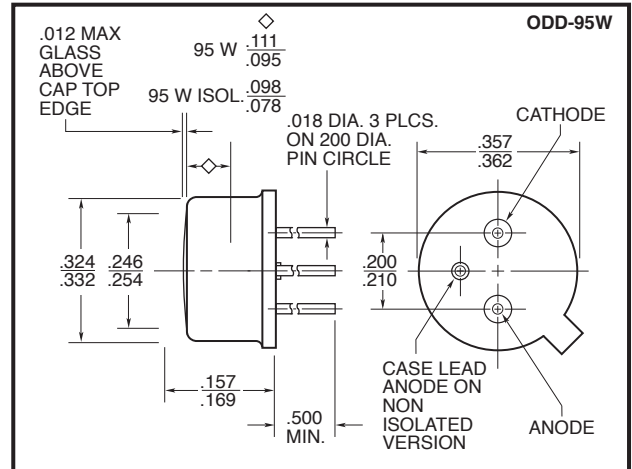 ODD-95W
.012 MAX
GLASS
ABOVE
CAP TOP
EDGE
◇
95 W .111
.095
95 W ISOL. .098
.078
.018 DIA. 3 PLCS.
ON 200 DIA.
PIN CIRCLE
CATHODE
.357
.362
◇
.324
.332
.246
.254
.200
.210
.157
.169
.500
MIN.
CASE LEAD
ANODE ON
NON
ISOLATED
VERSION
ANODE